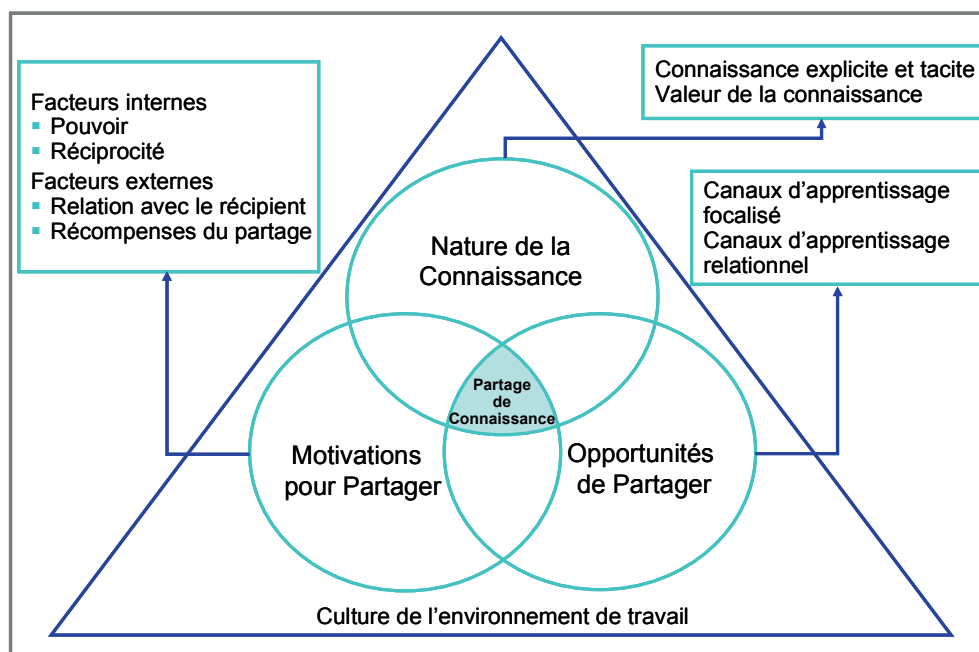 Facteurs internes
▪ Pouvoir
▪ Réciprocité
Facteurs externes
▪ Relation avec le récipient
▪ Récompenses du partage
Connaissance explicite et tacite
Valeur de la connaissance
Canaux d’apprentissage
focalisé
Canaux d’apprentissage
relationnel
Nature de la
Connaissance
Partage
de
Connaissance
Motivations
pour Partager
Opportunités
de Partager
Culture de l’environnement de travail